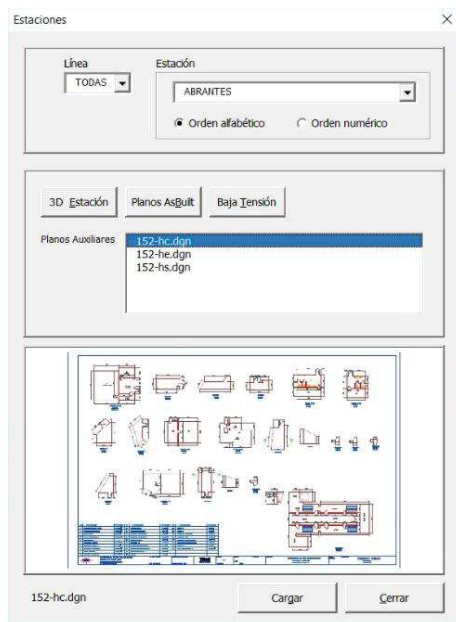 Estaciones
Línea
TODAS
Estación
ABRANTES
Orden alfabético
Orden numérico
3D Estación
Planos AsBuilt
Baja Tensión
Planos Auxiliares
152-hc.dgn
152-he.dgn
152-hs.dgn
152-hc.dgn
Cargar
Cerrar